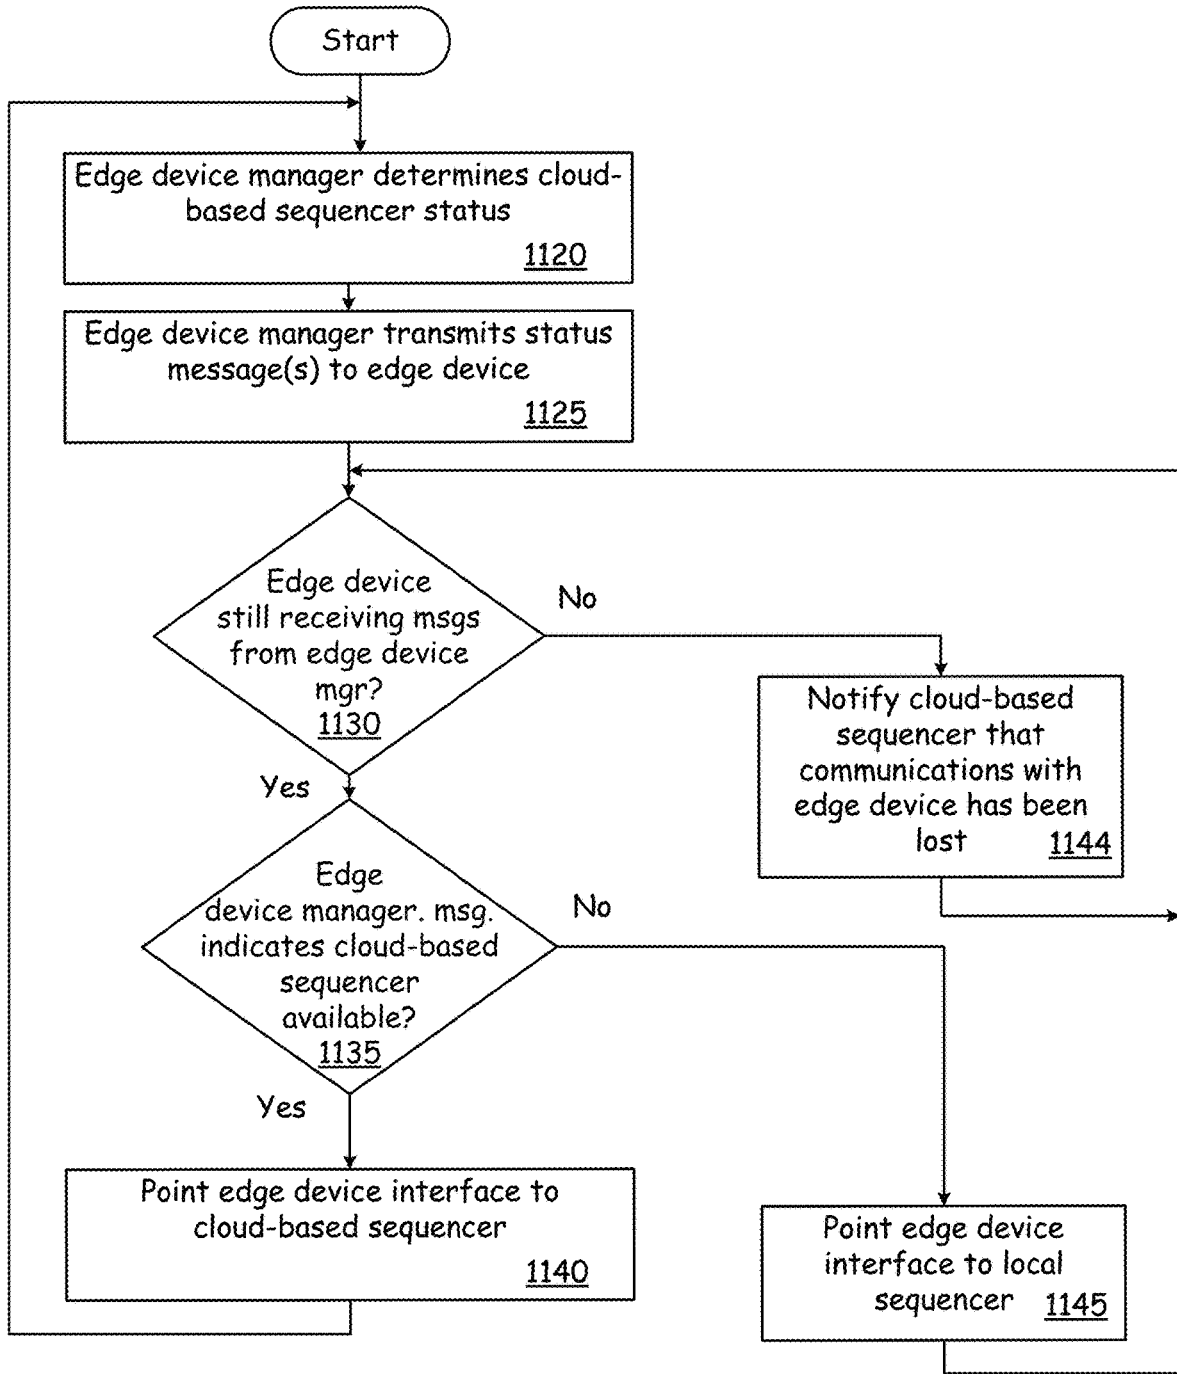 Start
Edge device manager determines cloud-
based sequencer status
1120
Edge device manager transmits status
message(s) to edge device
1125
Edge device
still receiving msgs
from edge device
mgr?
1130
No
Yes
Notify cloud-based
sequencer that
communications with
edge device has been
lost 1144
Edge
device manager. msg.
indicates cloud-based
sequencer
available?
1135
No
Yes
Point edge device interface to
cloud-based sequencer
1140
Point edge device
interface to local
sequencer 1145